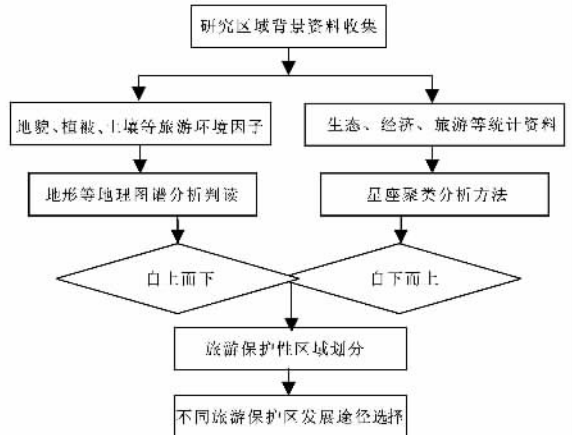 研究区域背景资料收集
地貌、植被、土壤等旅游环境因子
生态、经济、旅游等统计资料
地形等地理图谱分析判读
星座聚类分析方法
自上而下
自下而上
旅游保护性区域划分
不同旅游保护区发展途径选择